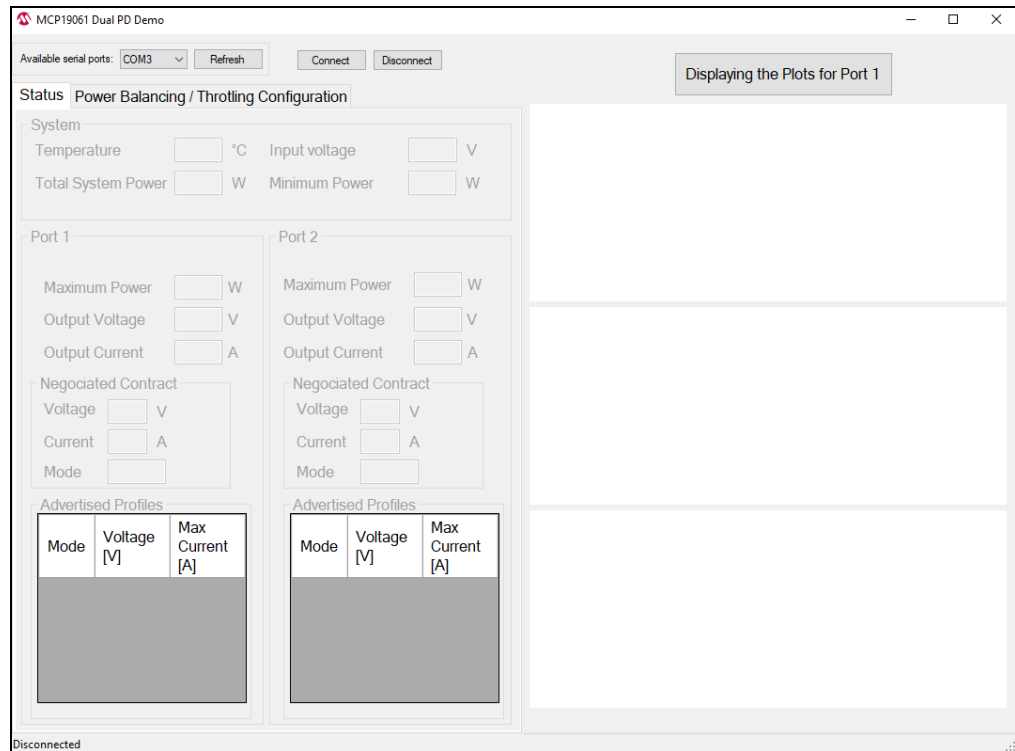 MCP19061 Dual PD Demo
Available serial ports: COM3 Refresh Connect Disconnect
Displaying the Plots for Port 1
Status Power Balancing / Throtling Configuration
System
Temperature °C Input voltage V
Total System Power W Minimum Power W
Port 1 Port 2
Maximum Power W Maximum Power W
Output Voltage V Output Voltage V
Output Current A Output Current A
Negociated Contract Negociated Contract
Voltage V Voltage V
Current A Current A
Mode Mode
Advertised Profiles Advertised Profiles
Mode Voltage [V] Max Current [A] Mode Voltage [V] Max Current [A]
Disconnected